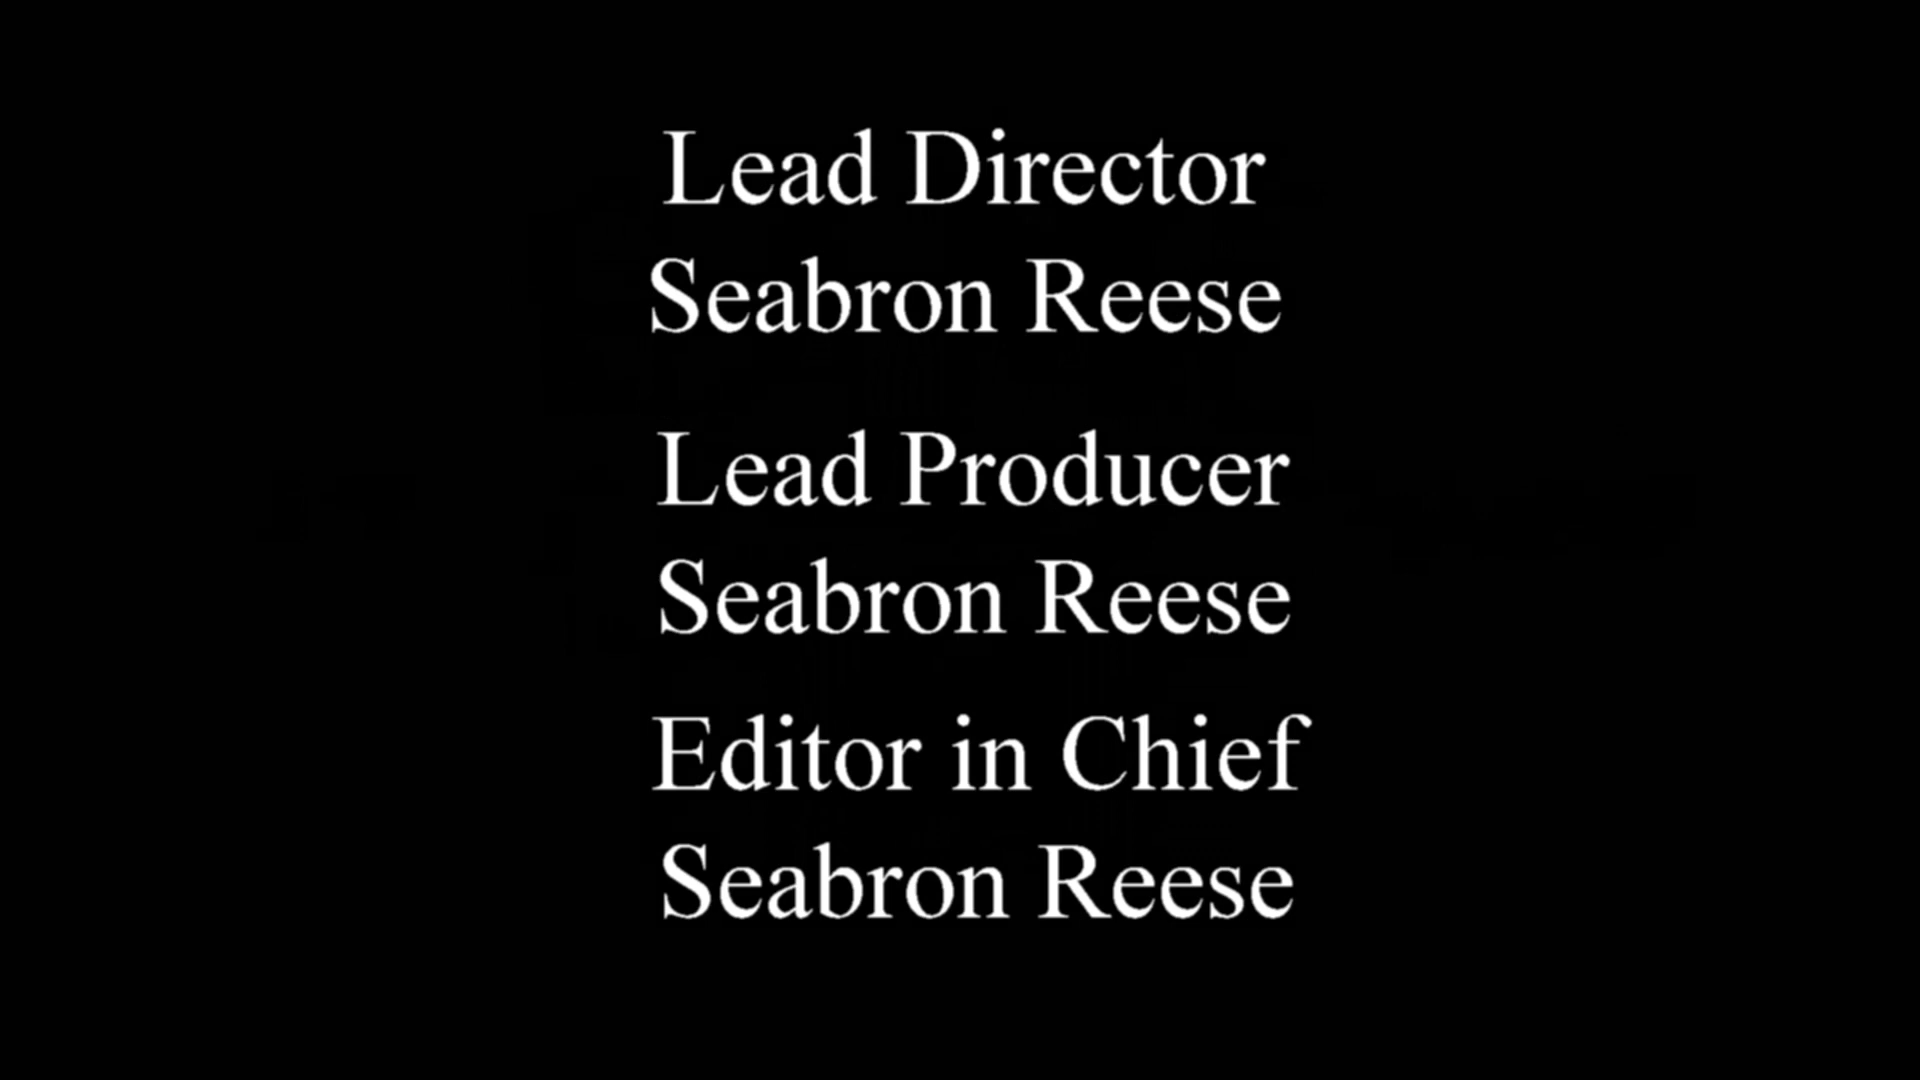 Lead Director
Seabron Reese
Lead Producer
Seabron Reese
Editor in Chief
Seabron Reese